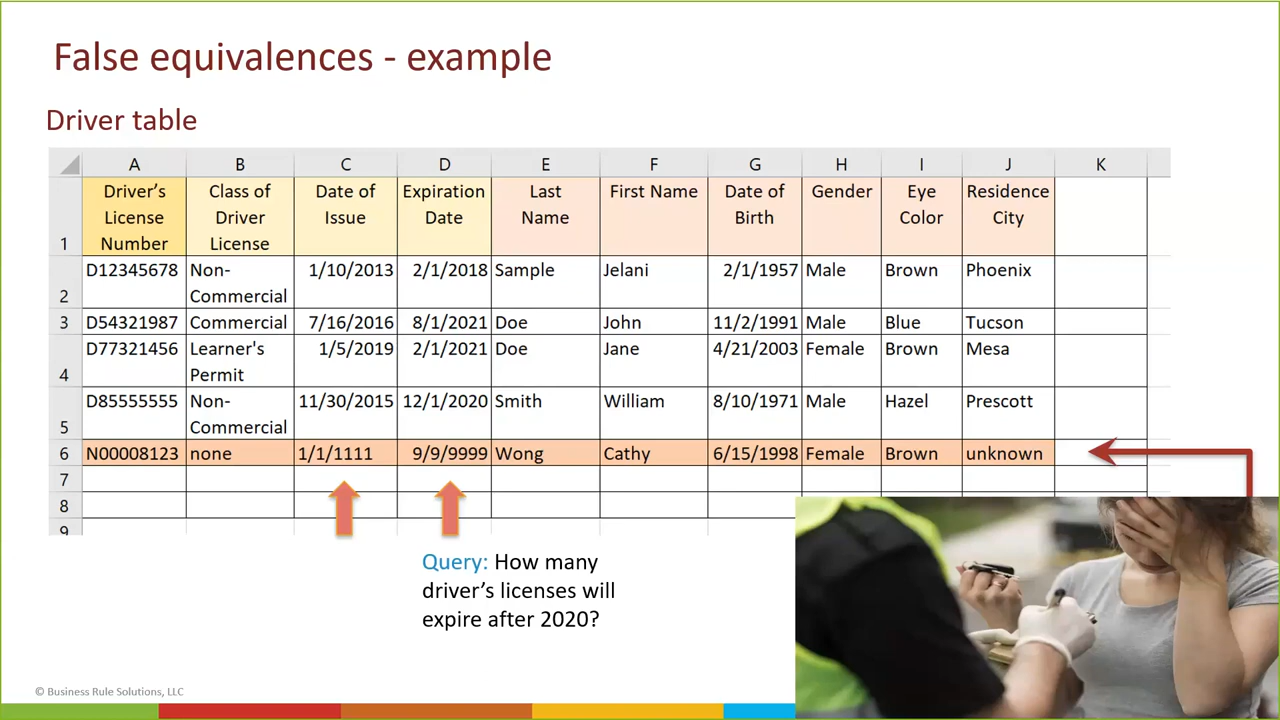 False equivalences - example
Driver table
A B C D E F G H I J K
Driver’s Class of Date of Expiration Last First Name Date of Gender Eye Residence
License Driver Issue Date Name Birth Color City
1 Number License
D12345678 Non- 1/10/2013 2/1/2018 Sample Jelani 2/1/1957 Male Brown Phoenix
2 Commercial
3 D54321987 Commercial 7/16/2016 8/1/2021 Doe John 11/2/1991 Male Blue Tucson
D77321456 Learner's 1/5/2019 2/1/2021 Doe Jane 4/21/2003 Female Brown Mesa
4 Permit
D85555555 Non- 11/30/2015 12/1/2020 Smith William 8/10/1971 Male Hazel Prescott
5 Commercial
6 N00008123 none 1/1/1111 9/9/9999 Wong Cathy 6/15/1998 Female Brown unknown
7
8
9
Query: How many
driver’s licenses will
expire after 2020?
© Business Rule Solutions, LLC